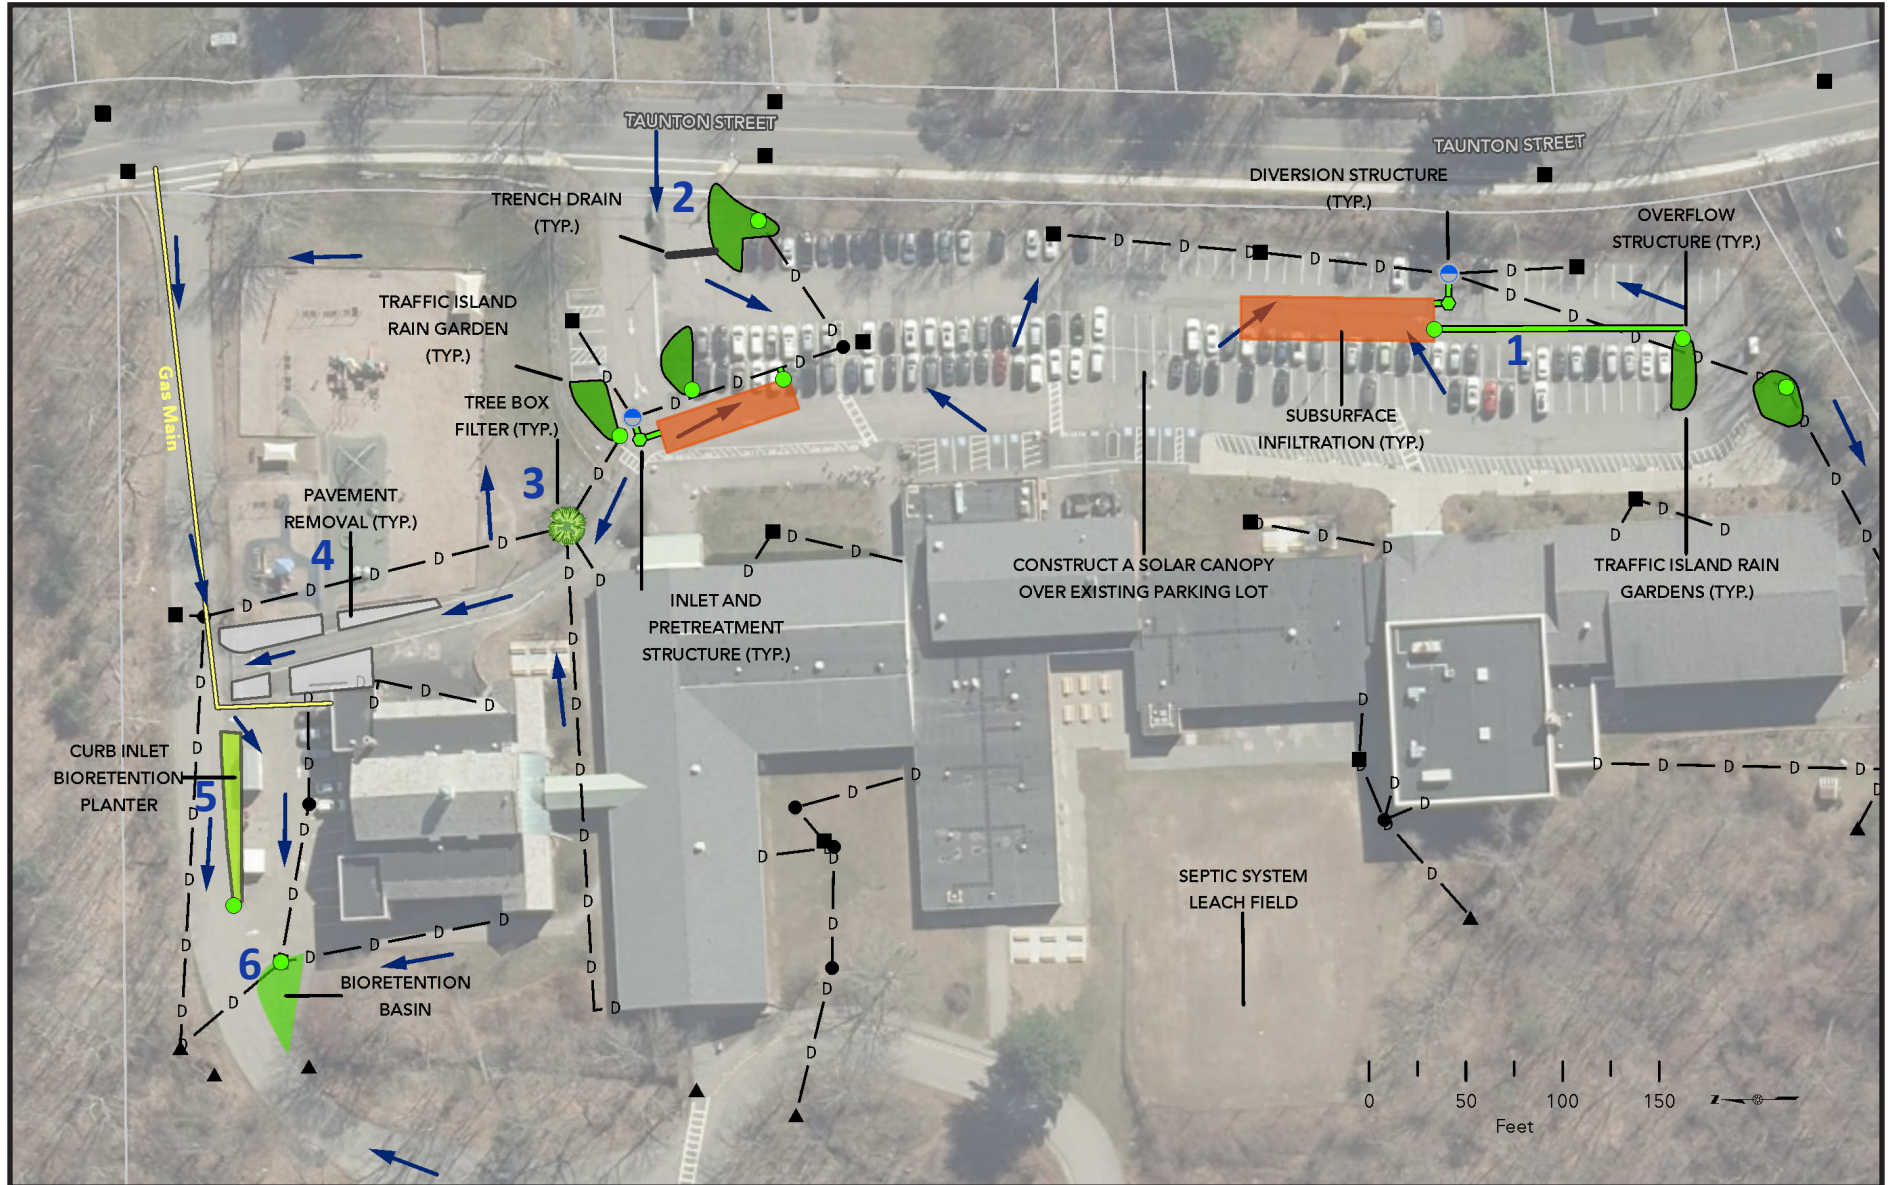 TAUNTON STREET
TAUNTON STREET
DIVERSION STRUCTURE
(TYP.)
TRENCH DRAIN
(TYP.)
2
OVERFLOW
STRUCTURE (TYP.)
TRAFFIC ISLAND
RAIN GARDEN
(TYP.)
1
Gas Main
TREE BOX
FILTER (TYP.)
SUBSURFACE
INFILTRATION (TYP.)
3
PAVEMENT
REMOVAL (TYP.)
4
INLET AND
PRETREATMENT
STRUCTURE (TYP.)
CONSTRUCT A SOLAR CANOPY
OVER EXISTING PARKING LOT
TRAFFIC ISLAND RAIN
GARDENS (TYP.)
CURB INLET
BIORETENTION
PLANTER
5
SEPTIC SYSTEM
LEACH FIELD
6
BIORETENTION
BASIN
0 50 100 150
Feet
Z
D D D D D D D D D D D D D D D D D D D D D D D D D D D D D D D D D D D D D D D D D D D D D D D D D D D D D D D D D D D D D D D D D D D D D D